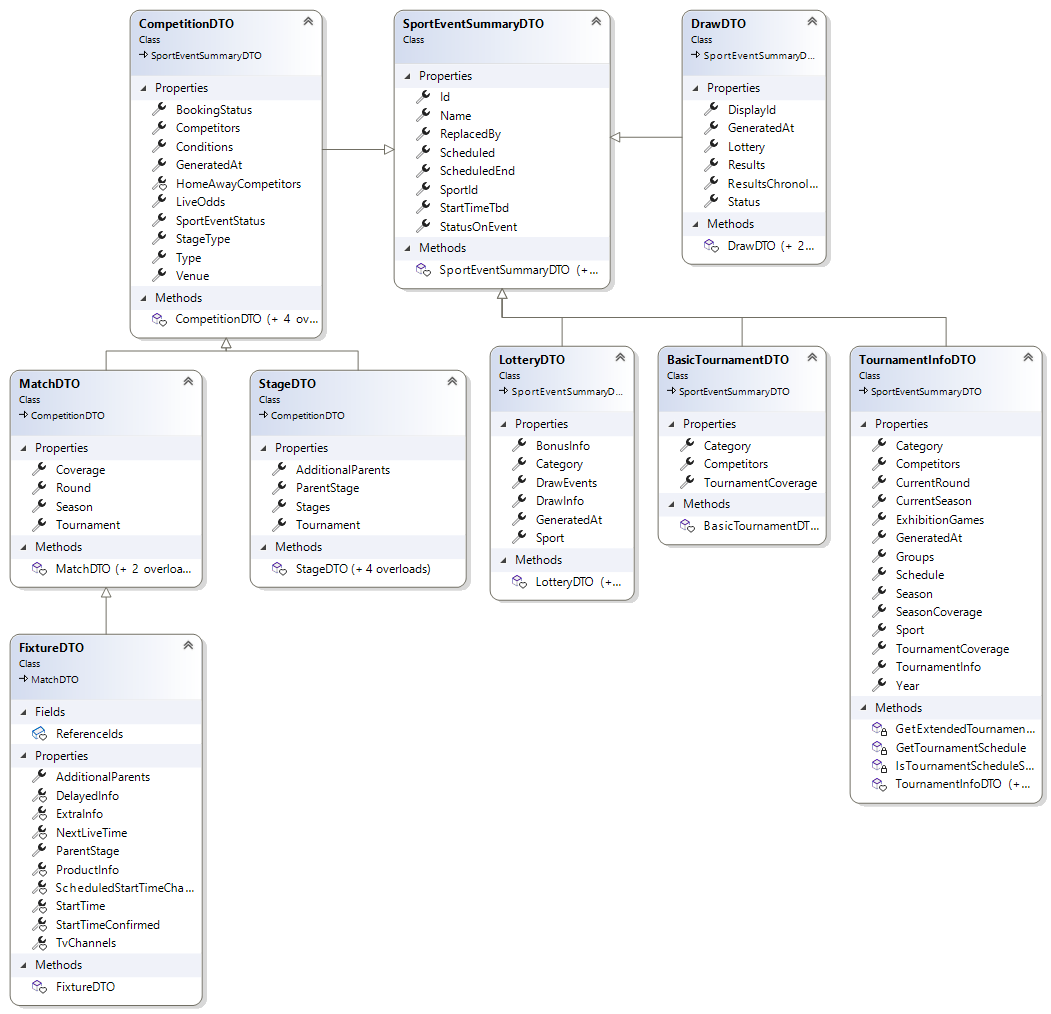 CompetitionDTO
Class
SportEventSummaryDTO
Properties
BookingStatus
Competitors
Conditions
GeneratedAt
HomeAwayCompetitors
LiveOdds
SportEventStatus
StageType
Type
Venue
Methods
CompetitionDTO (+ 4 ov...
SportEventSummaryDTO
Class
Properties
Id
Name
ReplacedBy
Scheduled
ScheduledEnd
SportId
StartTimeTbd
StatusOnEvent
Methods
SportEventSummaryDTO (+...
DrawDTO
Class
SportEventSummaryD...
Properties
DisplayId
GeneratedAt
Lottery
Results
ResultsChronol...
Status
Methods
DrawDTO (+ 2...
MatchDTO
Class
CompetitionDTO
Properties
Coverage
Round
Season
Tournament
Methods
MatchDTO (+ 2 overloa...
StageDTO
Class
CompetitionDTO
Properties
AdditionalParents
ParentStage
Stages
Tournament
Methods
StageDTO (+ 4 overloads)
LotteryDTO
Class
SportEventSummaryD...
Properties
BonusInfo
Category
DrawEvents
DrawInfo
GeneratedAt
Sport
Methods
LotteryDTO (+...
BasicTournamentDTO
Class
SportEventSummaryDTO
Properties
Category
Competitors
TournamentCoverage
Methods
BasicTournamentDT...
TournamentInfoDTO
Class
SportEventSummaryDTO
Properties
Category
Competitors
CurrentRound
CurrentSeason
ExhibitionGames
GeneratedAt
Groups
Schedule
Season
SeasonCoverage
Sport
TournamentCoverage
TournamentInfo
Year
Methods
GetExtendedTournamen...
GetTournamentSchedule
IsTournamentScheduleS...
TournamentInfoDTO (+...
FixtureDTO
Class
MatchDTO
Fields
ReferenceIds
Properties
AdditionalParents
DelayedInfo
ExtraInfo
NextLiveTime
ParentStage
ProductInfo
ScheduledStartTimeCha...
StartTime
StartTimeConfirmed
TvChannels
Methods
FixtureDTO